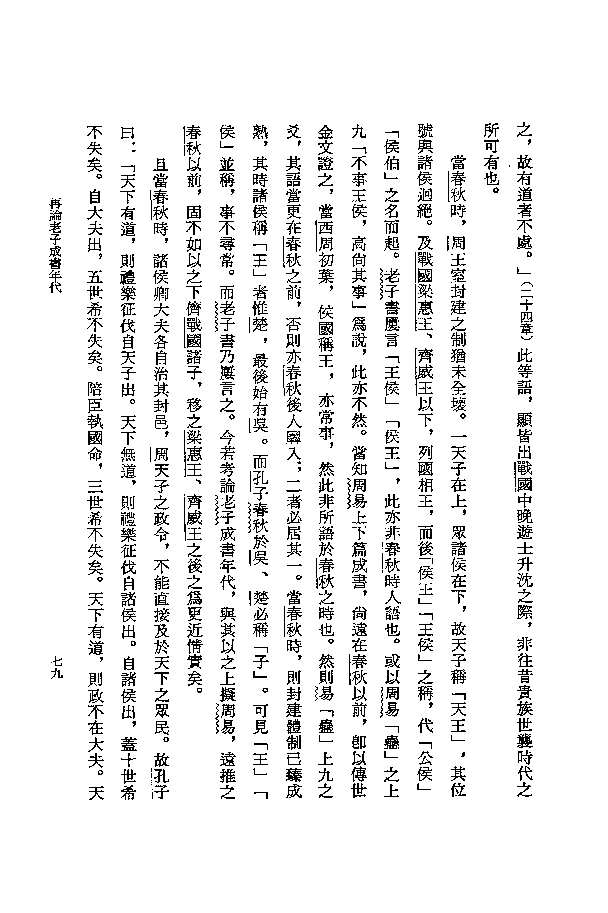 之，故有道者不處。」（二十四章）此等語，顯皆出戰國中晚遊士升沈之際，非往昔貴族世襲時代之
所可有也。
當春秋時，周王室封建之制猶未全壞。一天子在上，眾諸侯在下，故天子稱「天王」，其位
號與諸侯迥絕。及戰國梁惠王、齊威王以下，列國相王，而後「侯王」「王侯」之稱，代「公侯」
「侯伯」之名而起。老子書屢言「王侯」「侯王」，此亦非春秋時人語也。或以周易「蠱」之上
九「不事王侯，高尚其事」為說，此亦不然。當知周易上下篇成書，尚遠在春秋以前，卽以傳世
金文證之，當西周初葉，侯國稱王，亦常事，然此非所語於春秋之時也。然則易「蠱」上九之
爻，其語當更在春秋之前，否則亦春秋後人羼入；二者必居其一。當春秋時，則封建體制已臻成
熟，其時諸侯稱「王」者惟楚，最後始有吳。而孔子春秋於吳、楚必稱「子」。可見「王」「
侯」並稱，事不尋常。而老子書乃屢言之。今若考論老子成書年代，與其以之上擬周易，遠推之
春秋以前，固不如以之下儕戰國諸子，移之梁惠王、齊威王之後之為更近情實矣。
且當春秋時，諸侯卿大夫各自治其封邑，周天子之政令，不能直接及於天下之眾民。故孔子
曰：「天下有道，則禮樂征伐自天子出。天下無道，則禮樂征伐自諸侯出。自諸侯出，蓋十世希
不失矣。自大夫出，五世希不失矣。陪臣執國命，三世希不失矣。天下有道，則政不在大夫。天
再論老子成書年代
七九